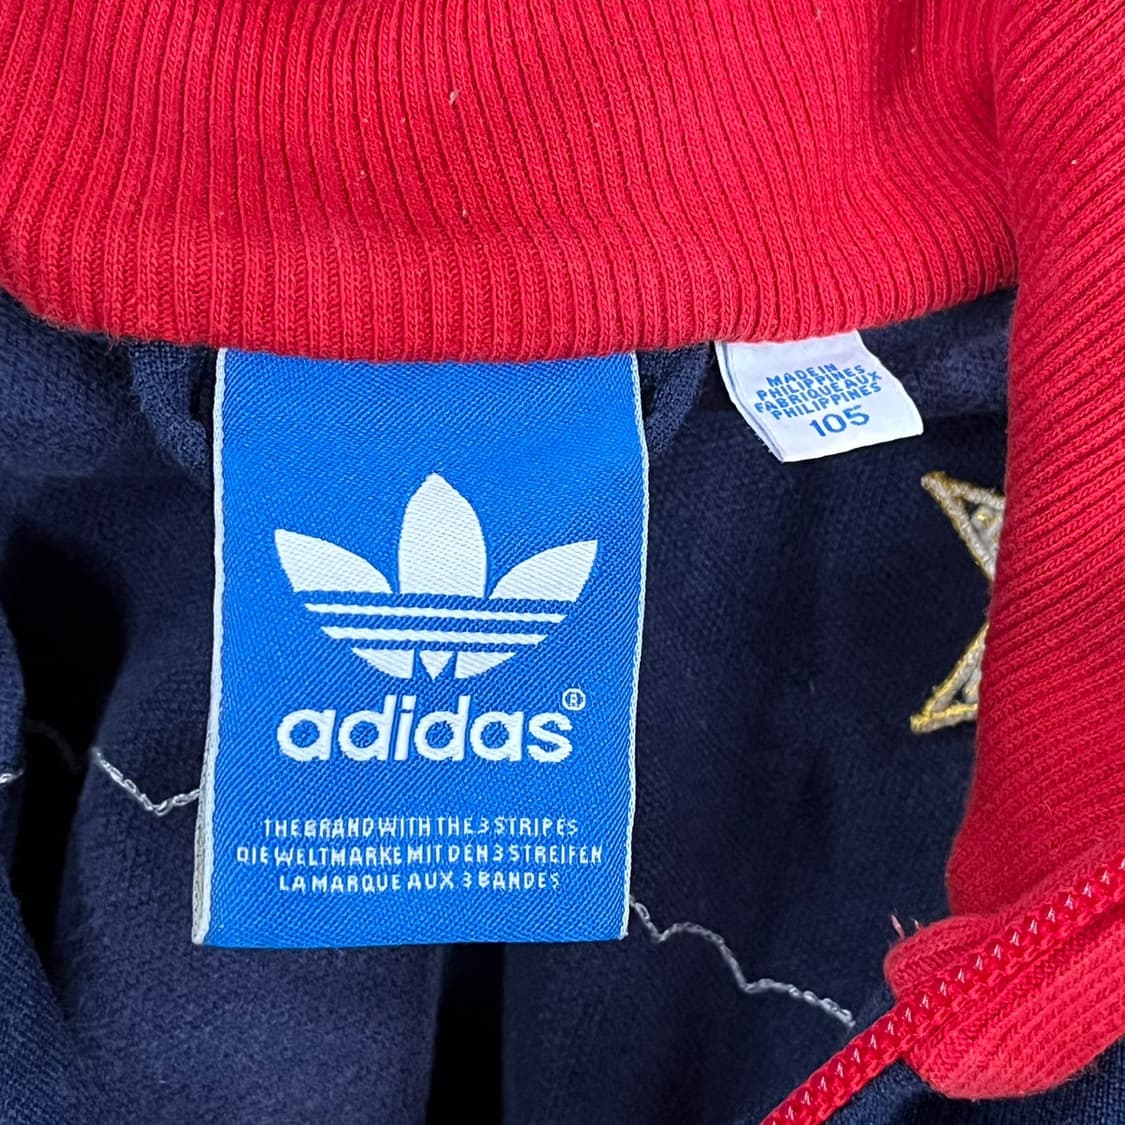 MADE IN
PHILIPPINES
FABRIQUE AUX
PHILIPPINES
105
adidas®
THE BRAND WITH THE 3 STRIPES
DIE WELTMARKE MIT DEN 3 STREIFEN
LA MARQUE AUX 3 BANDES